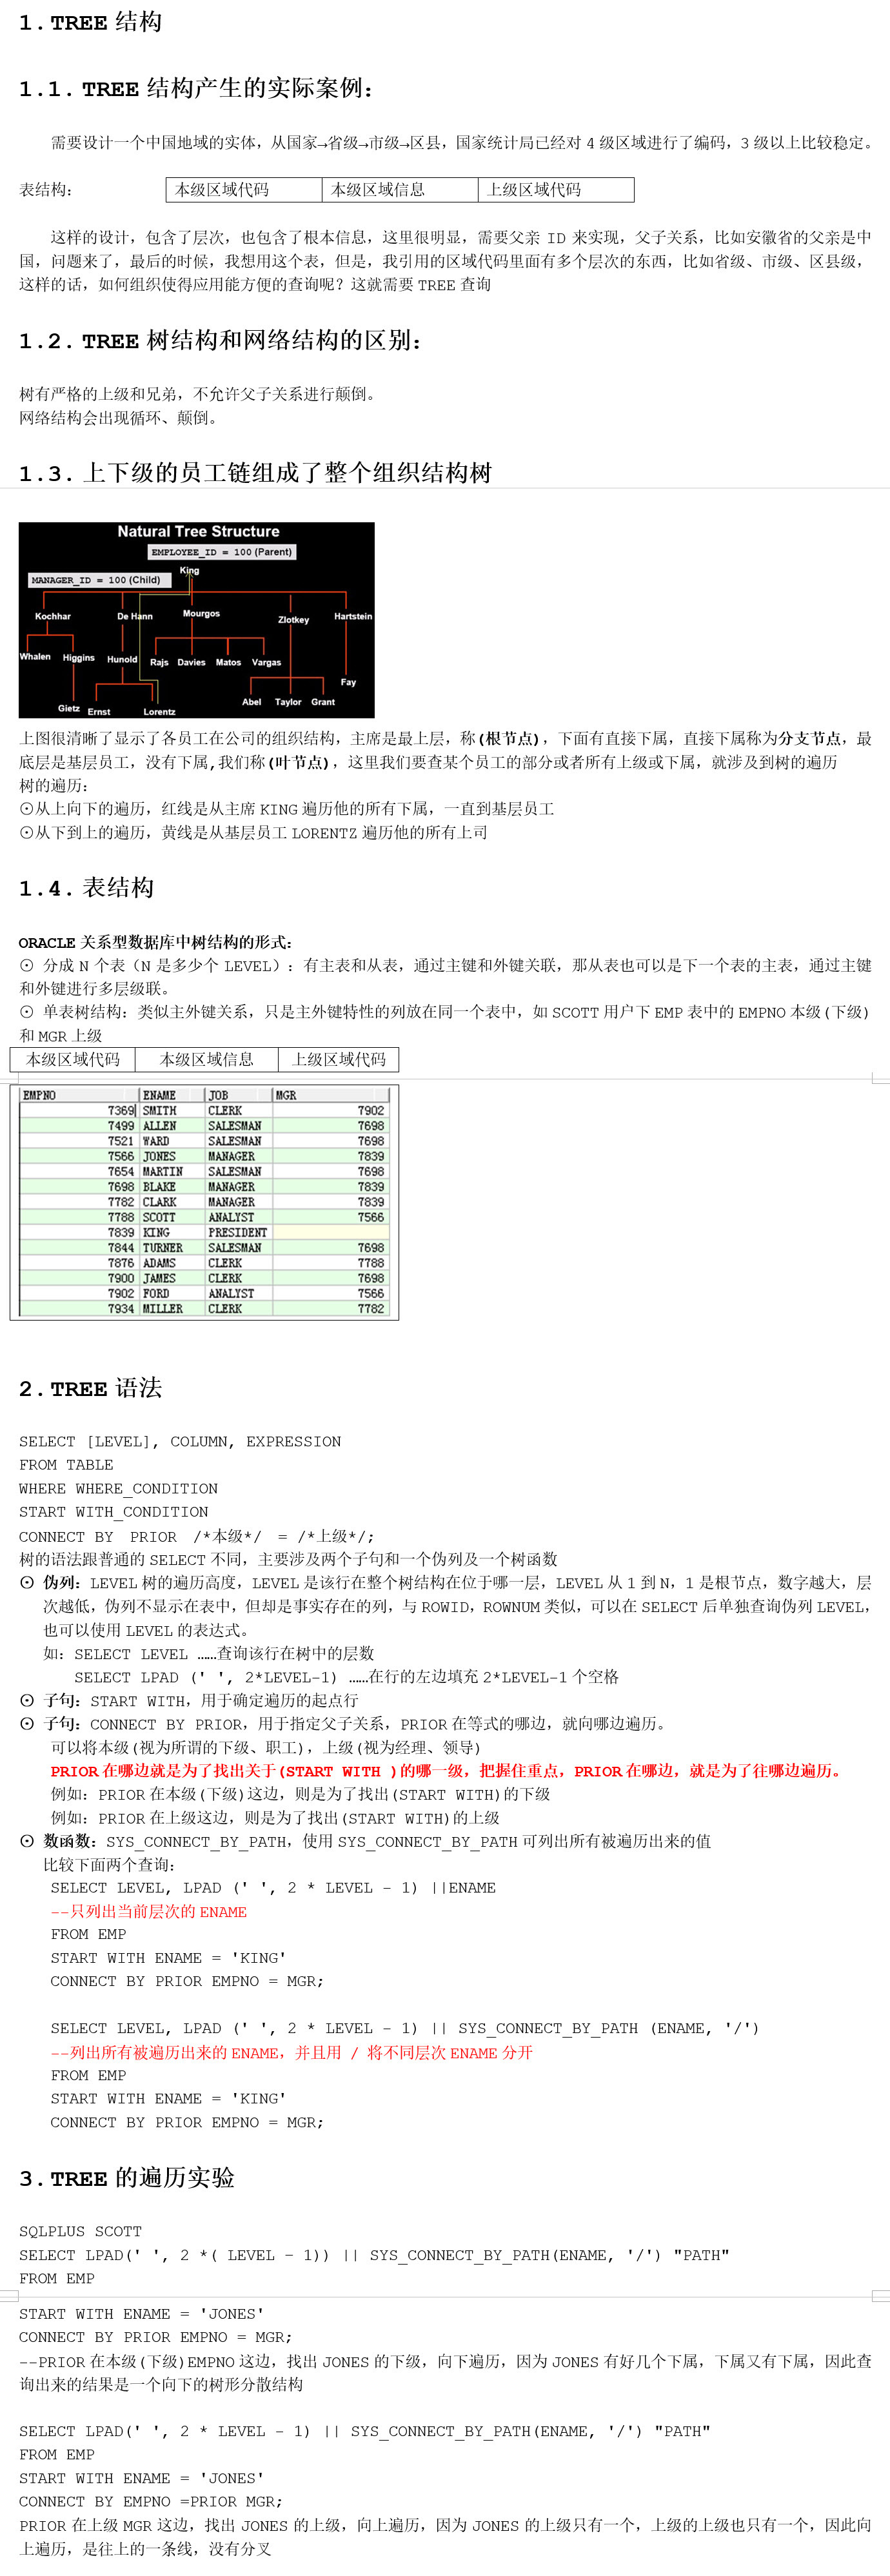 1. TREE 结构
1.1. TREE 结构产生的实际案例：
需要设计一个中国地域的实体，从国家→省级→市级→区县，国家统计局已经对 4 级区域进行了编码，3 级以上比较稳定。
表结构： 本级区域代码 本级区域信息 上级区域代码
这样的设计，包含了层次，也包含了根本信息，这里很明显，需要父亲 ID 来实现，父子关系，比如安徽省的父亲是中
国，问题来了，最后的时候，我想用这个表，但是，我引用的区域代码里面有多个层次的东西，比如省级、市级、区县级，
这样的话，如何组织使得应用能方便的查询呢？这就需要 TREE 查询
1.2. TREE 树结构和网络结构的区别：
树有严格的上级和兄弟，不允许父子关系进行颠倒。
网络结构会出现循环、颠倒。
1.3. 上下级的员工链组成了整个组织结构树
Natural Tree Structure
EMPLOYEE_ID = 100 (Parent)
King
MANAGER_ID = 100 (Child)
Kochhar De Hann Mourgos Zlotkey Hartstein
Whalen Higgins Hunold Rajs Davies Matos Vargas
Fay
Abel Taylor Grant
Gietz Ernst Lorentz
上图很清晰了显示了各员工在公司的组织结构，主席是最上层，称(根节点)，下面有直接下属，直接下属称为分支节点，最
底层是基层员工，没有下属,我们称(叶节点)，这里我们要查某个员工的部分或者所有上级或下属，就涉及到树的遍历
树的遍历：
⊙从上向下的遍历，红线是从主席 KING 遍历他的所有下属，一直到基层员工
⊙从下到上的遍历，黄线是从基层员工 LORENTZ 遍历他的所有上司
1.4. 表结构
ORACLE 关系型数据库中树结构的形式：
⊙ 分成 N 个表（N 是多少个 LEVEL）：有主表和从表，通过主键和外键关联，那从表也可以是下一个表的主表，通过主键
和外键进行多层级联。
⊙ 单表树结构：类似主外键关系，只是主外键特性的列放在同一个表中，如 SCOTT 用户下 EMP 表中的 EMPNO 本级(下级)
和 MGR 上级
本级区域代码 本级区域信息 上级区域代码
EMPNO ENAME JOB MGR
7369 SMITH CLERK 7902
7499 ALLEN SALESMAN 7698
7521 WARD SALESMAN 7698
7566 JONES MANAGER 7839
7654 MARTIN SALESMAN 7698
7698 BLAKE MANAGER 7839
7782 CLARK MANAGER 7839
7788 SCOTT ANALYST 7566
7839 KING PRESIDENT
7844 TURNER SALESMAN 7698
7876 ADAMS CLERK 7788
7900 JAMES CLERK 7698
7902 FORD ANALYST 7566
7934 MILLER CLERK 7782
2. TREE 语法
SELECT [LEVEL], COLUMN, EXPRESSION
FROM TABLE
WHERE WHERE_CONDITION
START WITH_CONDITION
CONNECT BY PRIOR /*本级*/ = /*上级*/;
树的语法跟普通的 SELECT 不同，主要涉及两个子句和一个伪列及一个树函数
⊙ 伪列：LEVEL 树的遍历高度，LEVEL 是该行在整个树结构在位于哪一层，LEVEL 从 1 到 N，1 是根节点，数字越大，层
次越低，伪列不显示在表中，但却是事实存在的列，与 ROWID，ROWNUM 类似，可以在 SELECT 后单独查询伪列 LEVEL，
也可以使用 LEVEL 的表达式。
如：SELECT LEVEL ……查询该行在树中的层数
SELECT LPAD (' ', 2*LEVEL-1) ……在行的左边填充 2*LEVEL-1 个空格
⊙ 子句：START WITH，用于确定遍历的起点行
⊙ 子句：CONNECT BY PRIOR，用于指定父子关系，PRIOR 在等式的哪边，就向哪边遍历。
可以将本级(视为所谓的下级、职工)，上级(视为经理、领导)
PRIOR 在哪边就是为了找出关于(START WITH )的哪一级，把握住重点，PRIOR 在哪边，就是为了往哪边遍历。
例如：PRIOR 在本级(下级)这边，则是为了找出(START WITH)的下级
例如：PRIOR 在上级这边，则是为了找出(START WITH)的上级
⊙ 数函数：SYS_CONNECT_BY_PATH，使用 SYS_CONNECT_BY_PATH 可列出所有被遍历出来的值
比较下面两个查询：
SELECT LEVEL, LPAD (' ', 2 * LEVEL - 1) ||ENAME
--只列出当前层次的 ENAME
FROM EMP
START WITH ENAME = 'KING'
CONNECT BY PRIOR EMPNO = MGR;
SELECT LEVEL, LPAD (' ', 2 * LEVEL - 1) || SYS_CONNECT_BY_PATH (ENAME, '/')
--列出所有被遍历出来的 ENAME，并且用 / 将不同层次 ENAME 分开
FROM EMP
START WITH ENAME = 'KING'
CONNECT BY PRIOR EMPNO = MGR;
3. TREE 的遍历实验
SQLPLUS SCOTT
SELECT LPAD(' ', 2 *( LEVEL - 1)) || SYS_CONNECT_BY_PATH(ENAME, '/') "PATH"
FROM EMP
START WITH ENAME = 'JONES'
CONNECT BY PRIOR EMPNO = MGR;
--PRIOR 在本级(下级)EMPNO 这边，找出 JONES 的下级，向下遍历，因为 JONES 有好几个下属，下属又有下属，因此查
询出来的结果是一个向下的树形分散结构
SELECT LPAD(' ', 2 * LEVEL - 1) || SYS_CONNECT_BY_PATH(ENAME, '/') "PATH"
FROM EMP
START WITH ENAME = 'JONES'
CONNECT BY EMPNO =PRIOR MGR;
PRIOR 在上级 MGR 这边，找出 JONES 的上级，向上遍历，因为 JONES 的上级只有一个，上级的上级也只有一个，因此向
上遍历，是往上的一条线，没有分叉